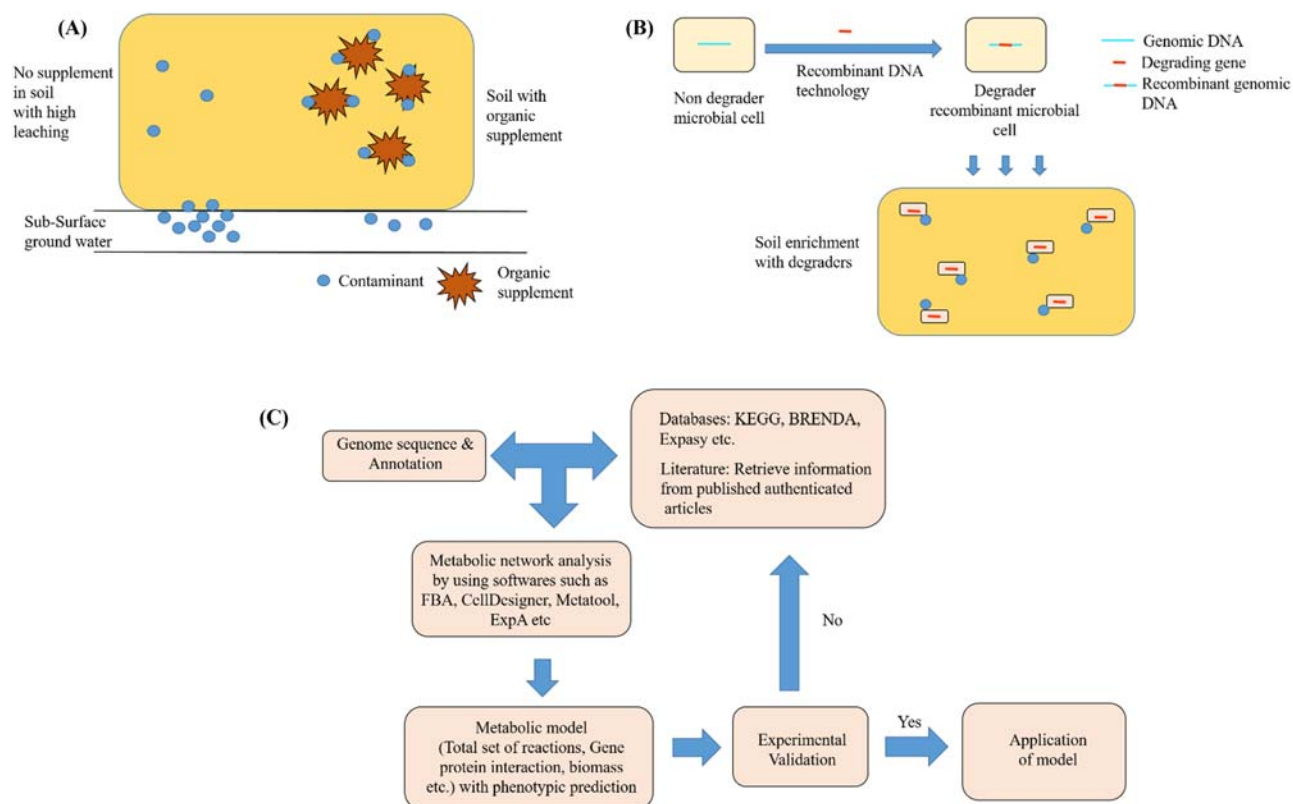 (A)
No supplement
in soil
with high
leaching
Soil with
organic
supplement
Sub-Surface
ground water
Contaminant
Organic
supplement
(B)
Non degrader
microbial cell
Recombinant DNA
technology
Degrader
recombinant microbial
cell
Genomic DNA
Degrading gene
Recombinant genomic
DNA
Soil enrichment
with degraders
(C)
Genome sequence &
Annotation
Databases: KEGG, BRENDA,
Expasy etc.
Literature: Retrieve information
from published authenticated
articles
Metabolic network analysis
by using softwares such as
FBA, CellDesigner, Metatool,
ExpA etc
No
Metabolic model
(Total set of reactions, Gene
protein interaction, biomass
etc.) with phenotypic prediction
Experimental
Validation
Yes
Application
of model